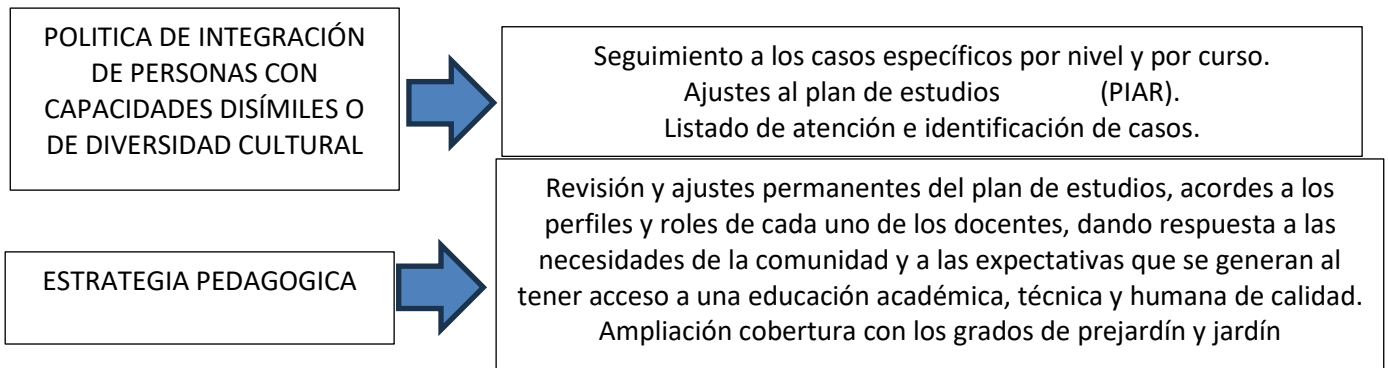 POLITICA DE INTEGRACIÓN
DE PERSONAS CON
CAPACIDADES DISÍMILES O
DE DIVERSIDAD CULTURAL
Seguimiento a los casos específicos por nivel y por curso.
Ajustes al plan de estudios (PIAR).
Listado de atención e identificación de casos.
ESTRATEGIA PEDAGOGICA
Revisión y ajustes permanentes del plan de estudios, acordes a los
perfiles y roles de cada uno de los docentes, dando respuesta a las
necesidades de la comunidad y a las expectativas que se generan al
tener acceso a una educación académica, técnica y humana de calidad.
Ampliación cobertura con los grados de prejardín y jardín